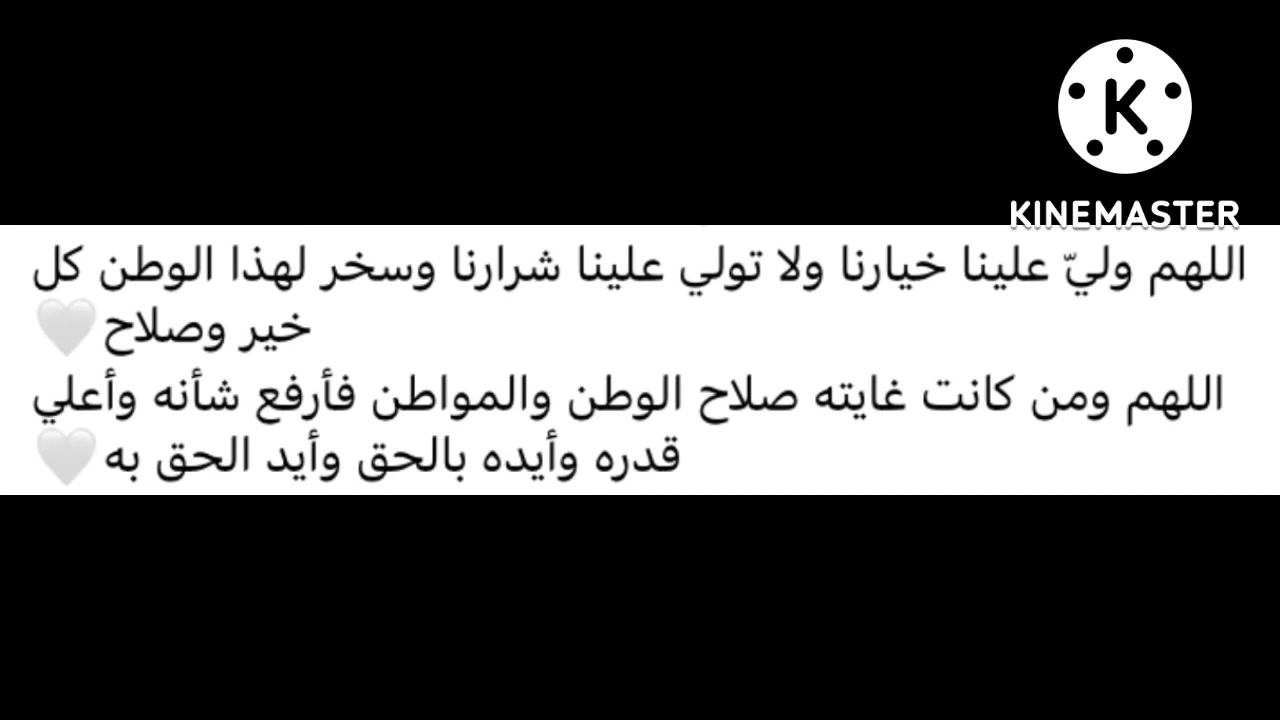 KINEMASTER
اللهم وليّ علينا خيارنا ولا تولي علينا شرارنا وسخر لهذا الوطن كل
خير وصلاح🤍
اللهم ومن كانت غايته صلاح الوطن والمواطن فأرفع شأنه وأعلي
قدره وأيده بالحق وأيد الحق به🤍